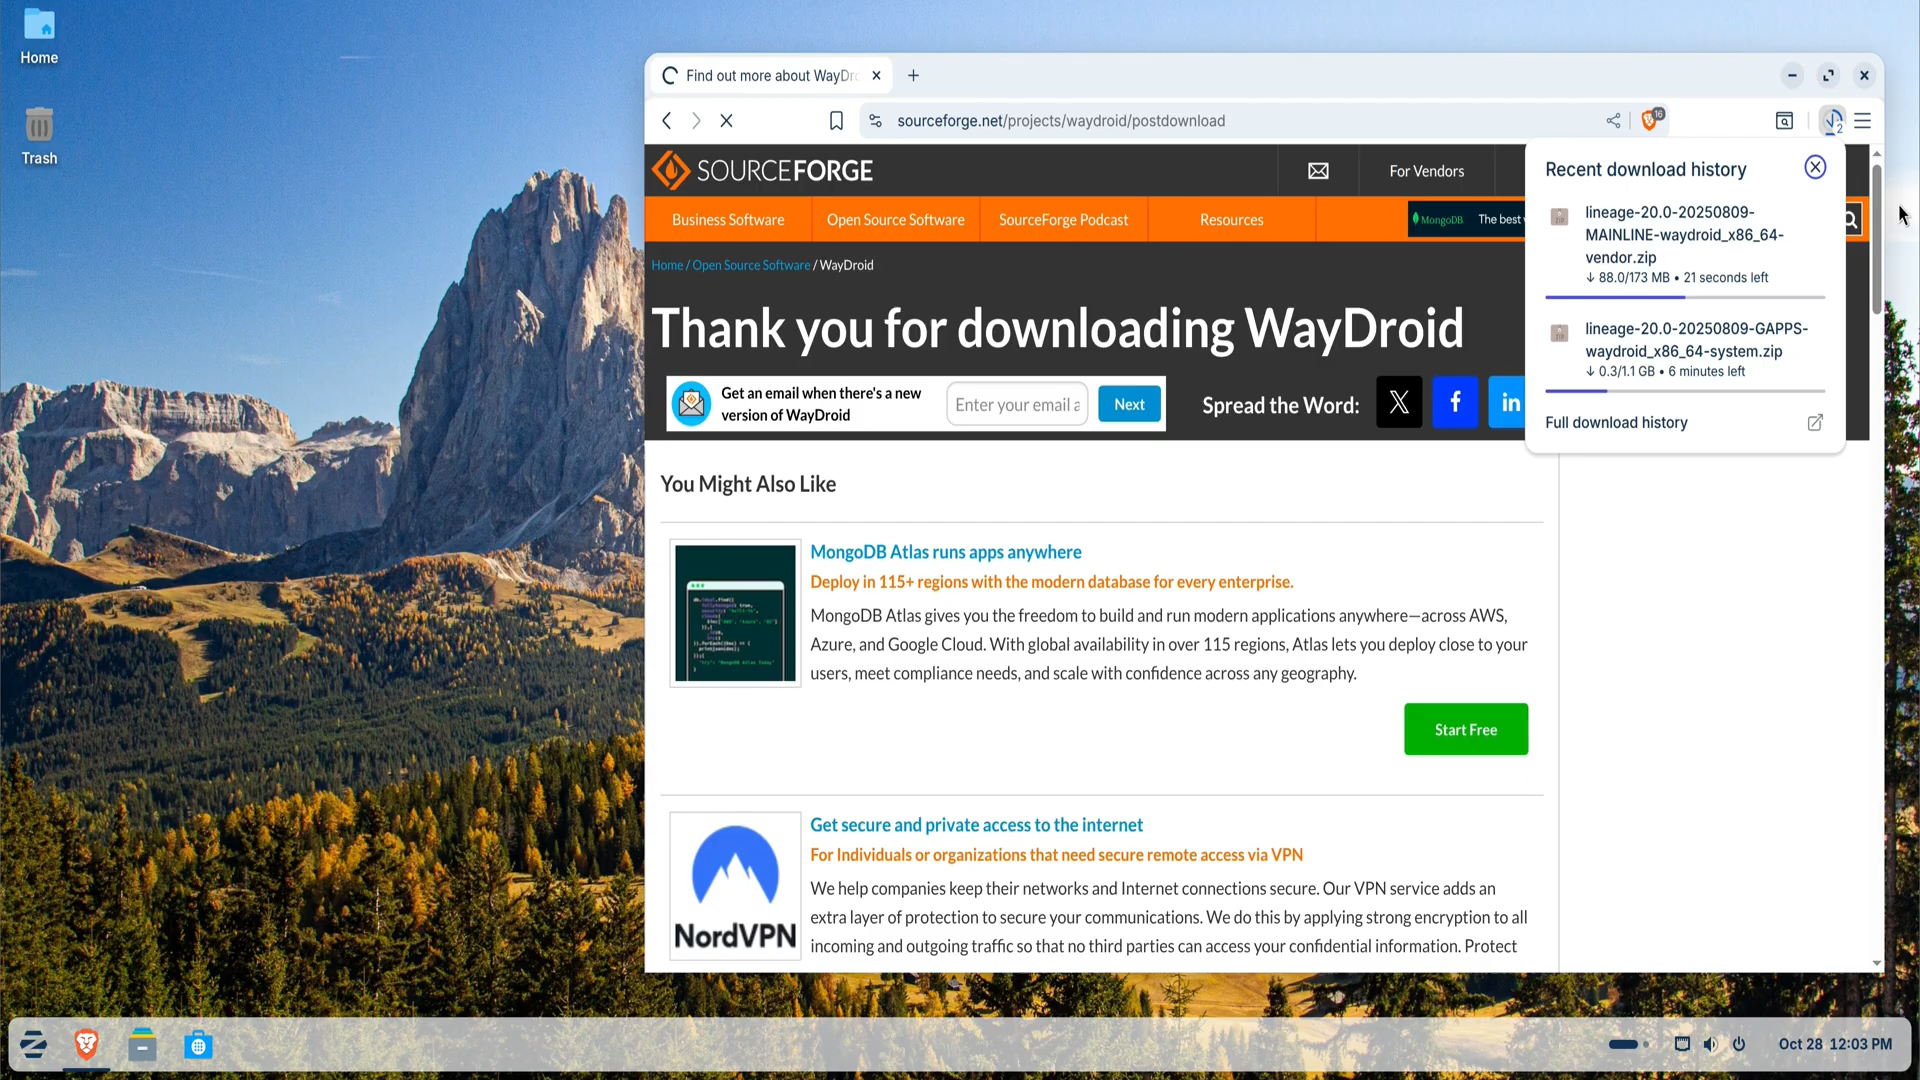 Home
Trash
Find out more about WayDr
sourceforge.net/projects/waydroid/postdownload
16
2
SOURCEFORGE
For Vendors
Business Software
Open Source Software
SourceForge Podcast
Resources
MongoDB. The best
Home / Open Source Software / WayDroid
Thank you for downloading WayDroid
Get an email when there's a new
version of WayDroid
Enter your email a
Next
Spread the Word:
X
f
in
Recent download history
lineage-20.0-20250809-
MAINLINE-waydroid_x86_64-
vendor.zip
↓ 88.0/173 MB • 21 seconds left
lineage-20.0-20250809-GAPPS-
waydroid_x86_64-system.zip
↓ 0.3/1.1 GB • 6 minutes left
Full download history
You Might Also Like
MongoDB Atlas runs apps anywhere
Deploy in 115+ regions with the modern database for every enterprise.
MongoDB Atlas gives you the freedom to build and run modern applications anywhere—across AWS,
Azure, and Google Cloud. With global availability in over 115 regions, Atlas lets you deploy close to your
users, meet compliance needs, and scale with confidence across any geography.
Start Free
Get secure and private access to the internet
For Individuals or organizations that need secure remote access via VPN
We help companies keep their networks and Internet connections secure. Our VPN service adds an
extra layer of protection to secure your communications. We do this by applying strong encryption to all
incoming and outgoing traffic so that no third parties can access your confidential information. Protect
NordVPN
Oct 28 12:03 PM